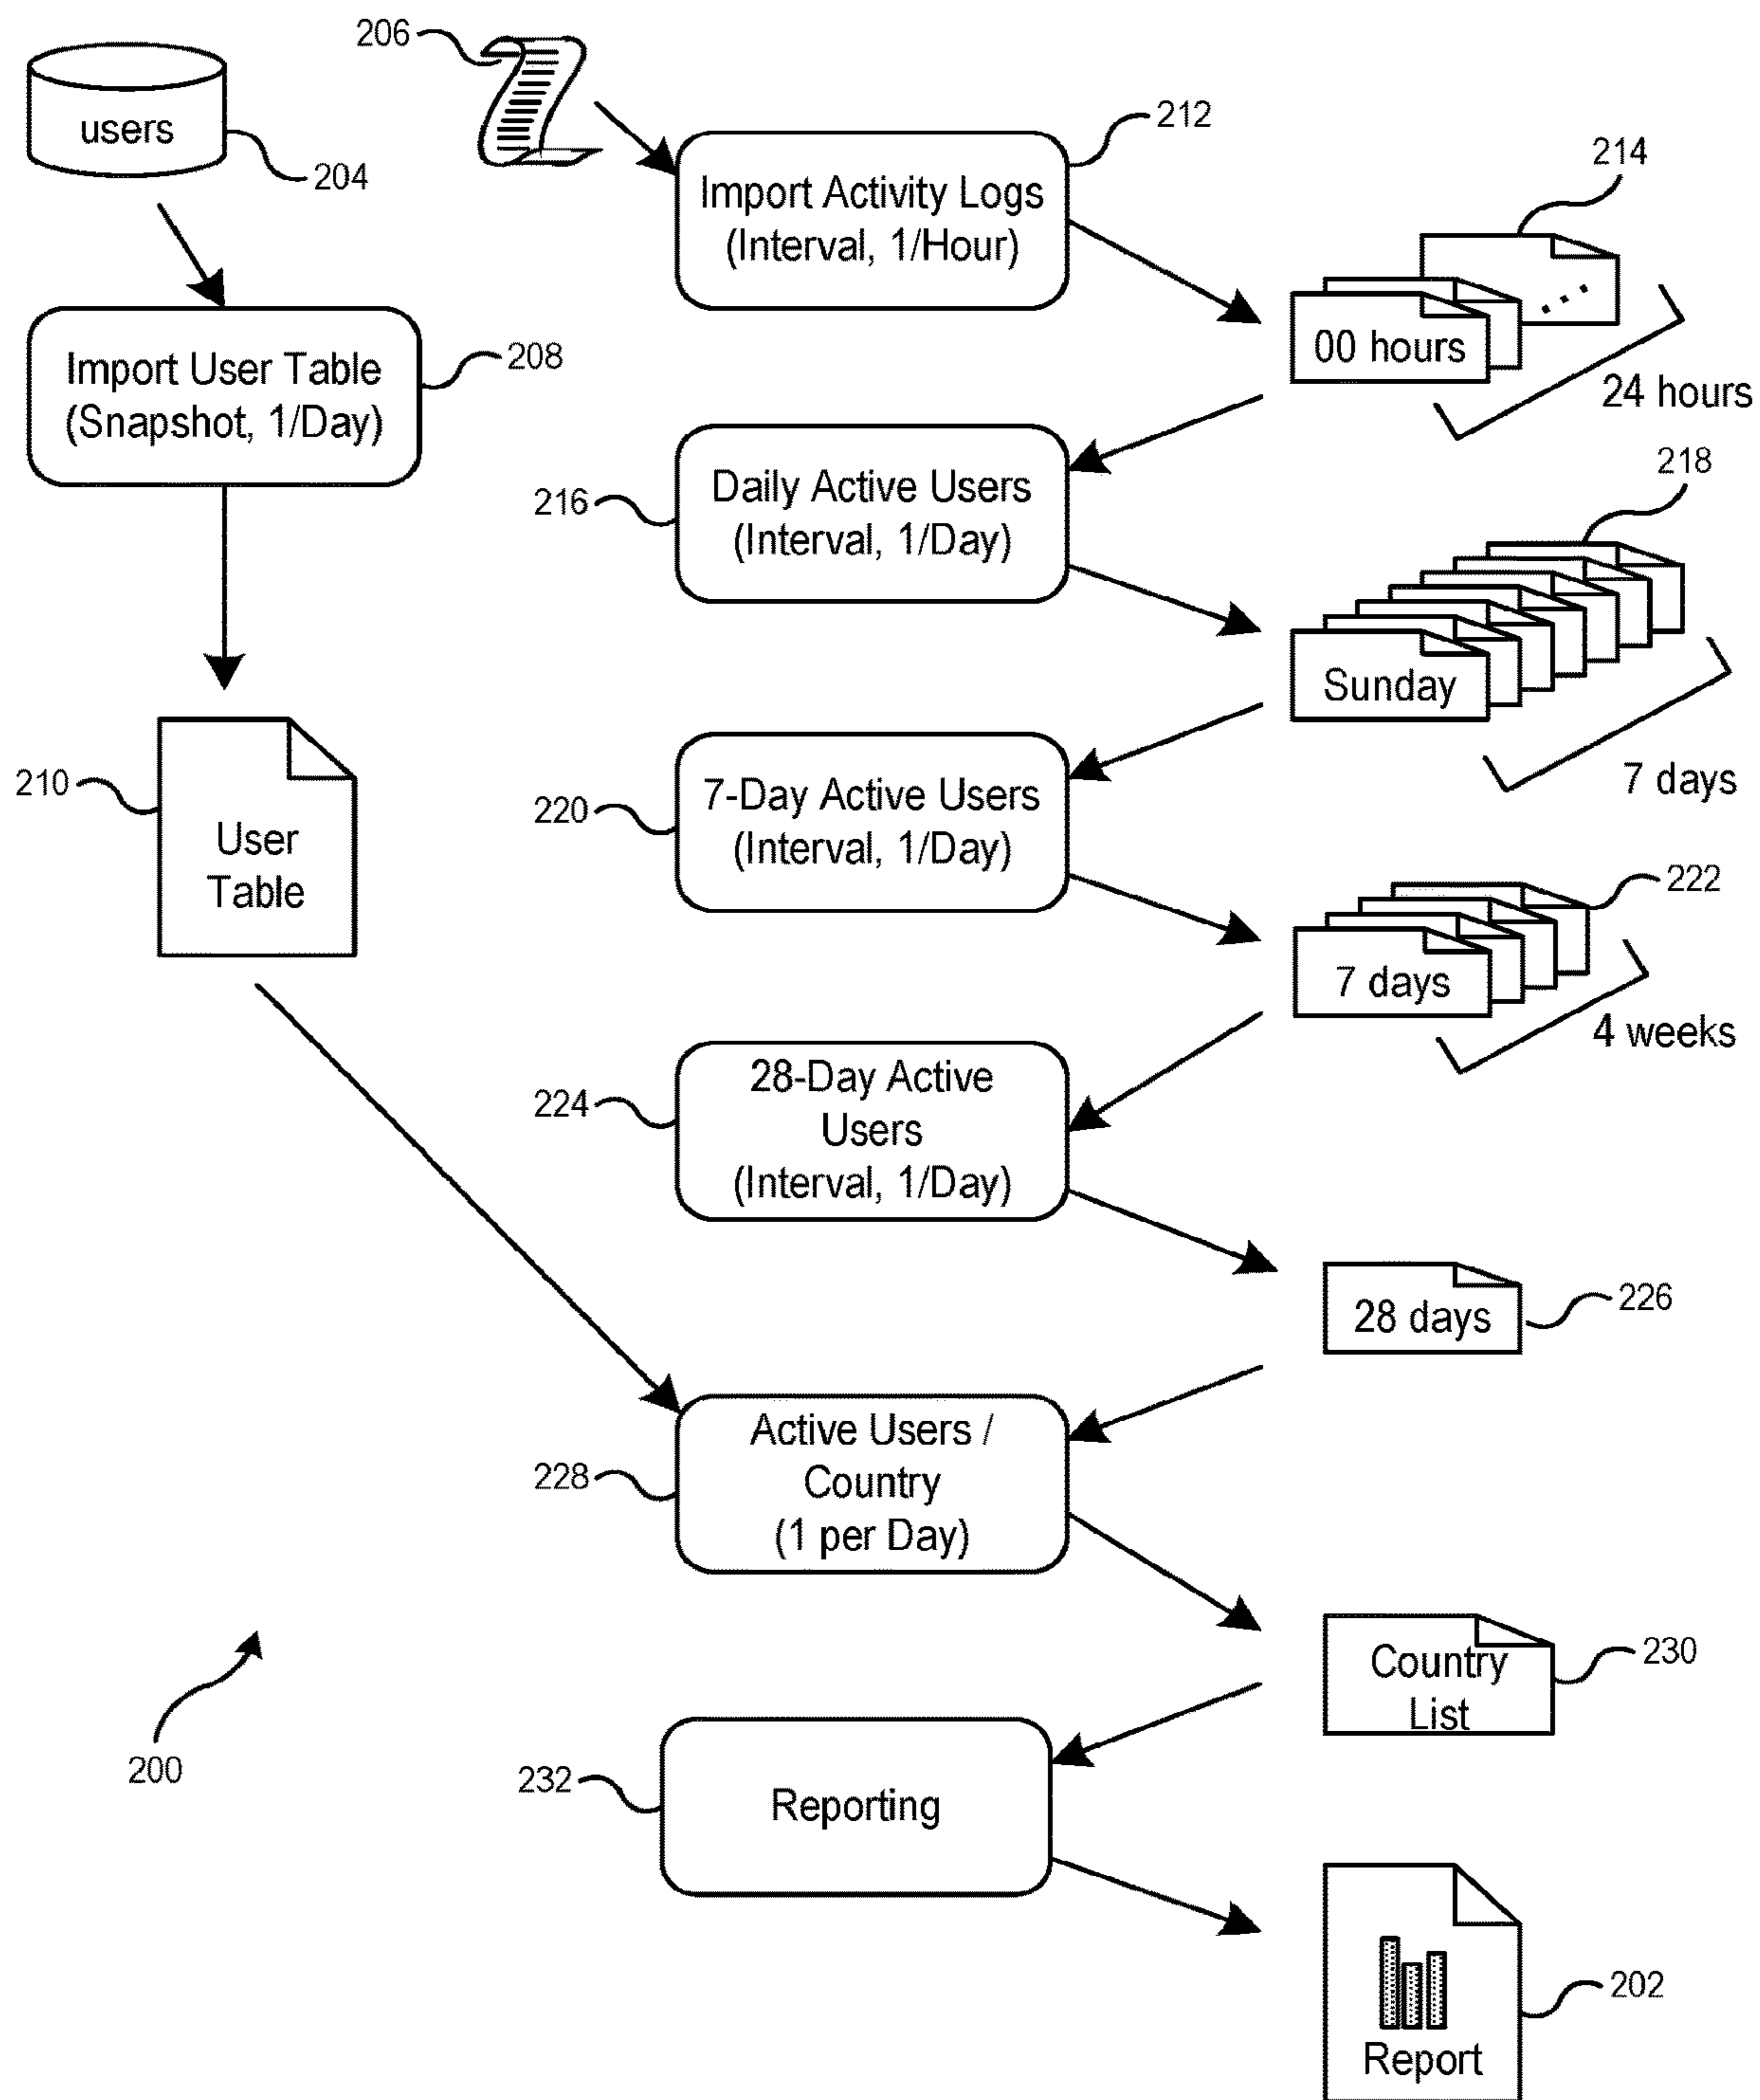 206
users
204
212
Import Activity Logs
(Interval, 1/Hour)
214
00 hours
24 hours
Import User Table
(Snapshot, 1/Day)
208
216
Daily Active Users
(Interval, 1/Day)
218
Sunday
7 days
210
User
Table
220
7-Day Active Users
(Interval, 1/Day)
222
7 days
4 weeks
224
28-Day Active
Users
(Interval, 1/Day)
28 days
226
228
Active Users /
Country
(1 per Day)
Country
List
230
200
232
Reporting
202
Report